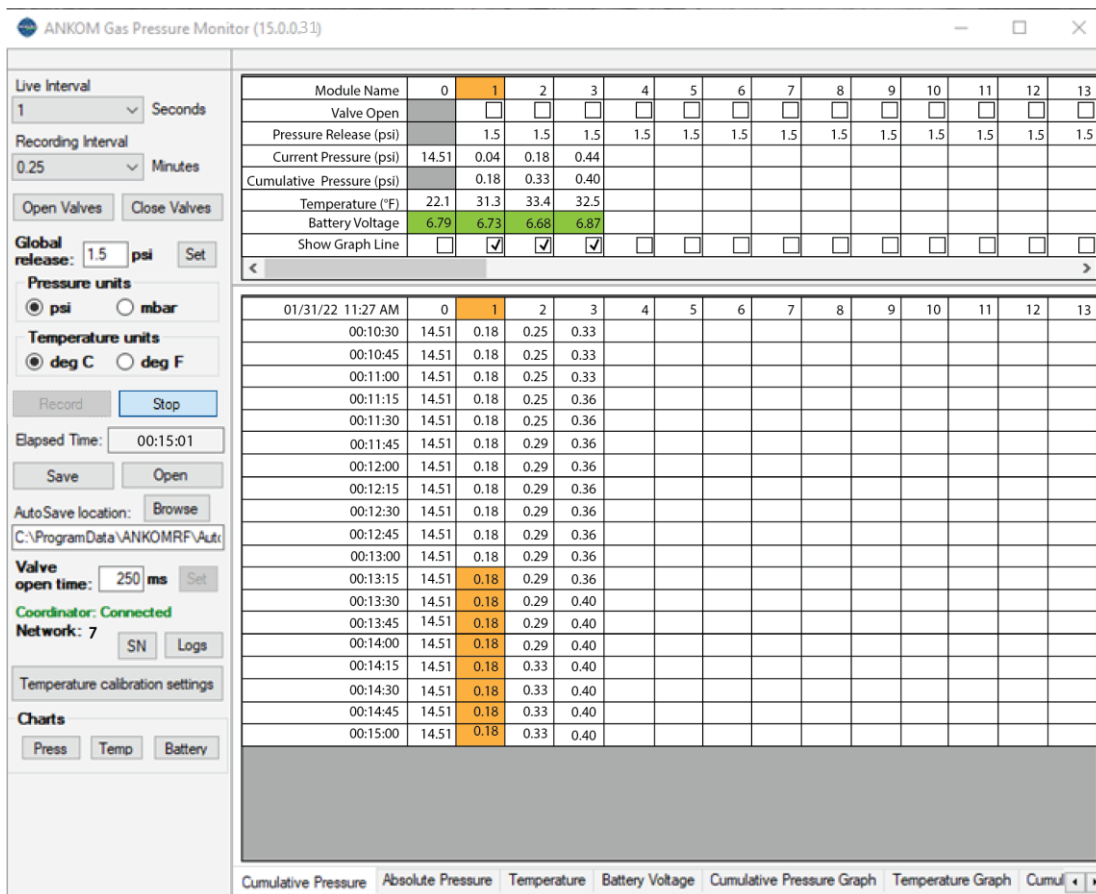 ANKOM Gas Pressure Monitor (15.0.0.31)
Live Interval
1 Seconds
Recording Interval
0.25 Minutes
Open Valves Close Valves
Global release: 1.5 psi Set
Pressure units
psi mbar
Temperature units
deg C deg F
Record Stop
Elapsed Time: 00:15:01
Save Open
AutoSave location: Browse
C:\ProgramData\ANKOMRF\Auto
Valve open time: 250 ms Set
Coordinator: Connected
Network: 7
SN Logs
Temperature calibration settings
Charts
Press Temp Battery
Module Name 0 1 2 3 4 5 6 7 8 9 10 11 12 13
Valve Open
Pressure Release (psi) 1.5 1.5 1.5 1.5 1.5 1.5 1.5 1.5 1.5 1.5 1.5 1.5 1.5
Current Pressure (psi) 14.51 0.04 0.18 0.44
Cumulative Pressure (psi) 0.18 0.33 0.40
Temperature (°F) 22.1 31.3 33.4 32.5
Battery Voltage 6.79 6.73 6.68 6.87
Show Graph Line
01/31/22 11:27 AM 0 1 2 3 4 5 6 7 8 9 10 11 12 13
00:10:30 14.51 0.18 0.25 0.33
00:10:45 14.51 0.18 0.25 0.33
00:11:00 14.51 0.18 0.25 0.33
00:11:15 14.51 0.18 0.25 0.36
00:11:30 14.51 0.18 0.25 0.36
00:11:45 14.51 0.18 0.29 0.36
00:12:00 14.51 0.18 0.29 0.36
00:12:15 14.51 0.18 0.29 0.36
00:12:30 14.51 0.18 0.29 0.36
00:12:45 14.51 0.18 0.29 0.36
00:13:00 14.51 0.18 0.29 0.36
00:13:15 14.51 0.18 0.29 0.36
00:13:30 14.51 0.18 0.29 0.40
00:13:45 14.51 0.18 0.29 0.40
00:14:00 14.51 0.18 0.29 0.40
00:14:15 14.51 0.18 0.33 0.40
00:14:30 14.51 0.18 0.33 0.40
00:14:45 14.51 0.18 0.33 0.40
00:15:00 14.51 0.18 0.33 0.40
Cumulative Pressure Absolute Pressure Temperature Battery Voltage Cumulative Pressure Graph Temperature Graph Cumul